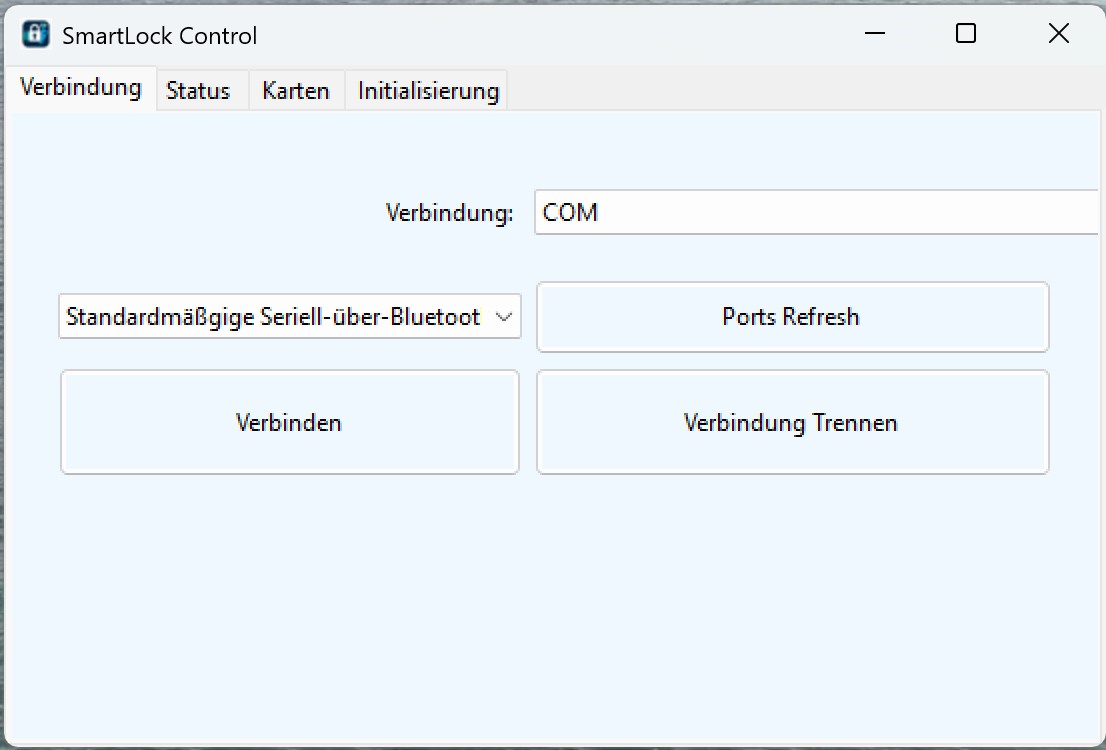 SmartLock Control
Verbindung Status Karten Initialisierung
Verbindung: COM
Standardmäßgige Seriell-über-Bluetoot Ports Refresh
Verbinden Verbindung Trennen